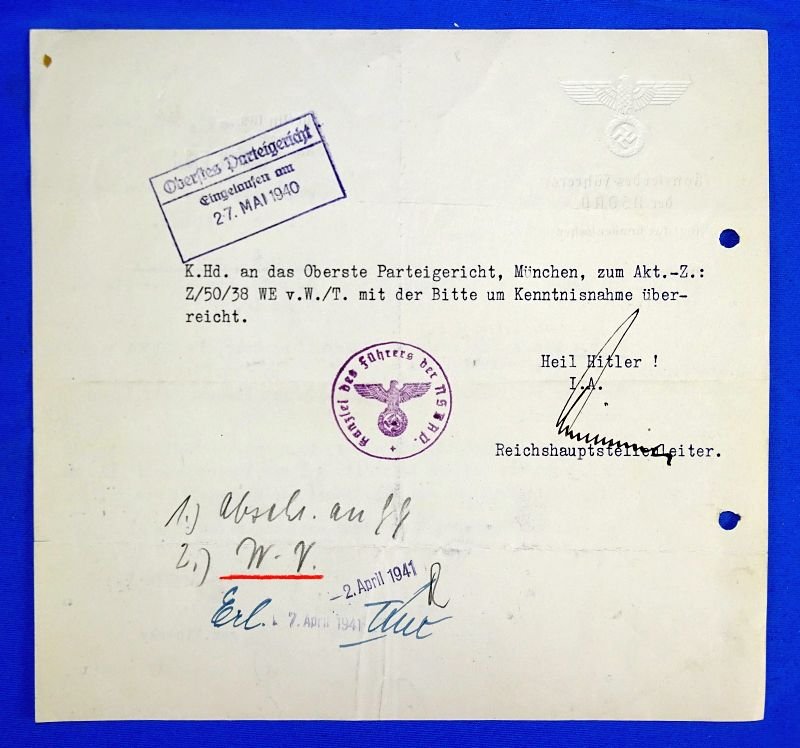 Oberstes Parteigericht
Eingelaufen am
27. MAI 1940
K.Hd. an das Oberste Parteigericht, München, zum Akt.-Z.:
Z/50/38 WE v.W./T. mit der Bitte um Kenntnisnahme über-
reicht.
Heil Hitler !
I.A.
Reichshauptstellenleiter.
Kanzlei des Führers der NSDAP.
1.) Abschr. an
2.) W. V.
-2. April 1941
Erl. 7. April 1941